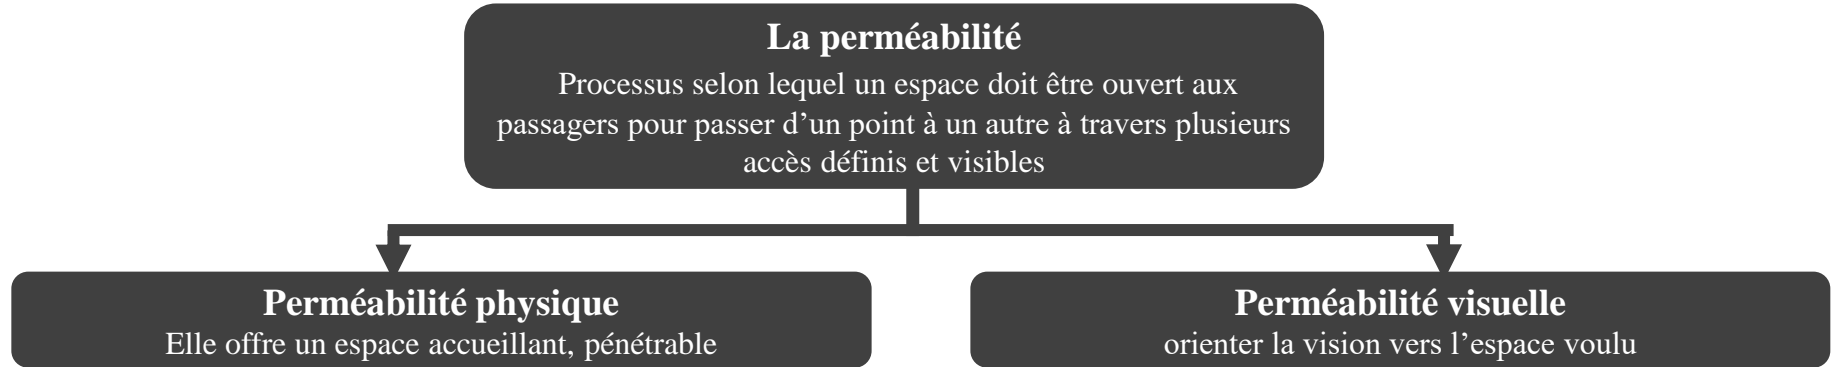 La perméabilité
Processus selon lequel un espace doit être ouvert aux
passagers pour passer d’un point à un autre à travers plusieurs
accès définis et visibles
Perméabilité physique
Elle offre un espace accueillant, pénétrable
Perméabilité visuelle
orienter la vision vers l’espace voulu